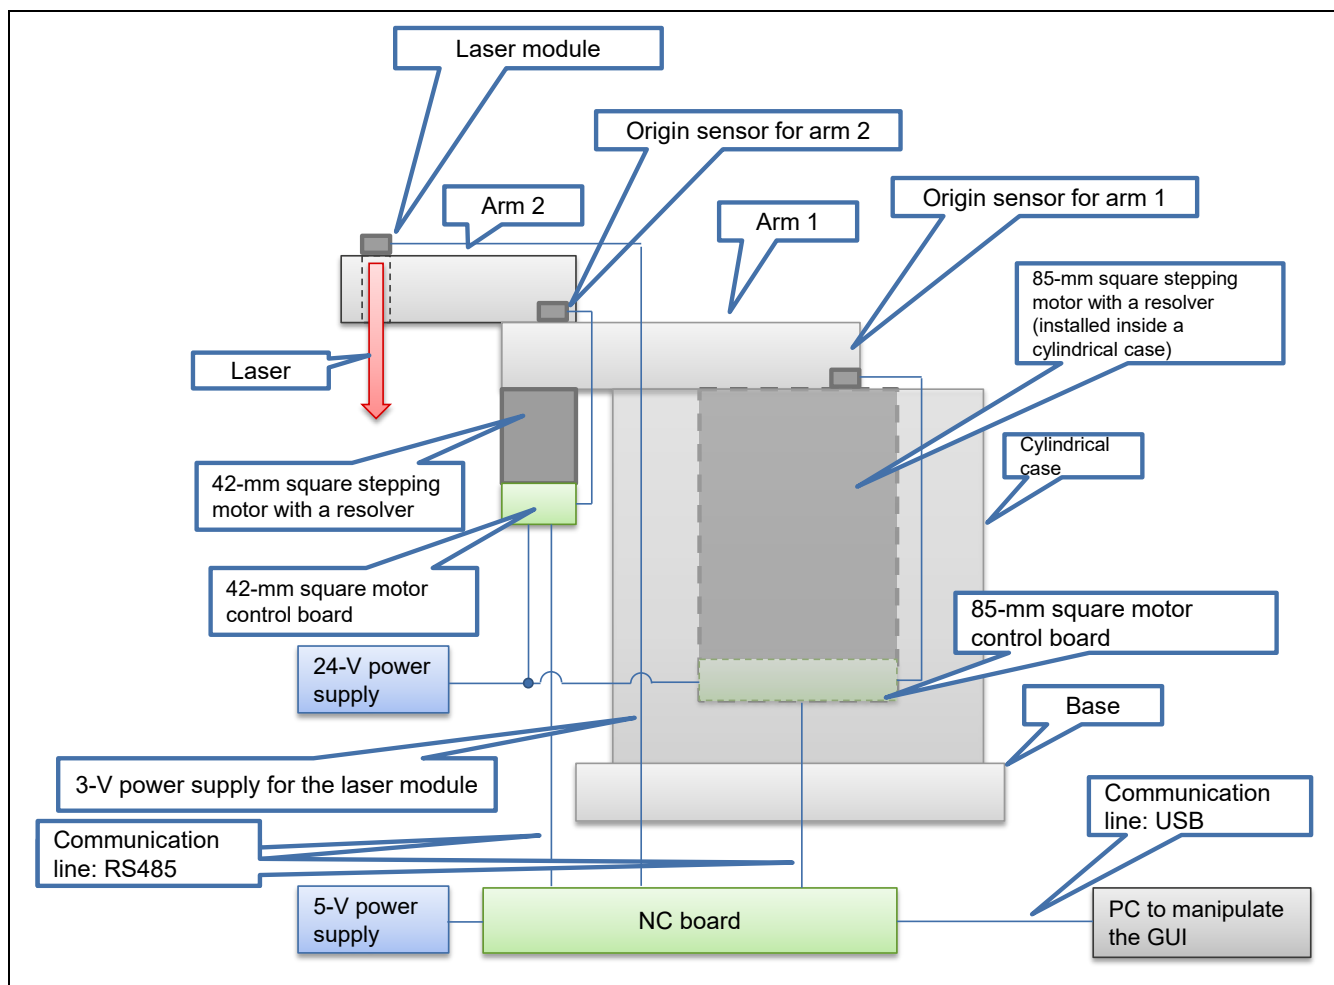 Laser module
Origin sensor for arm 2
Origin sensor for arm 1
Arm 2
Arm 1
85-mm square stepping
motor with a resolver
(installed inside a
cylindrical case)
Laser
Cylindrical
case
42-mm square stepping
motor with a resolver
42-mm square motor
control board
85-mm square motor
control board
24-V power
supply
Base
3-V power supply for the laser module
Communication
line: USB
Communication
line: RS485
5-V power
supply
NC board
PC to manipulate
the GUI